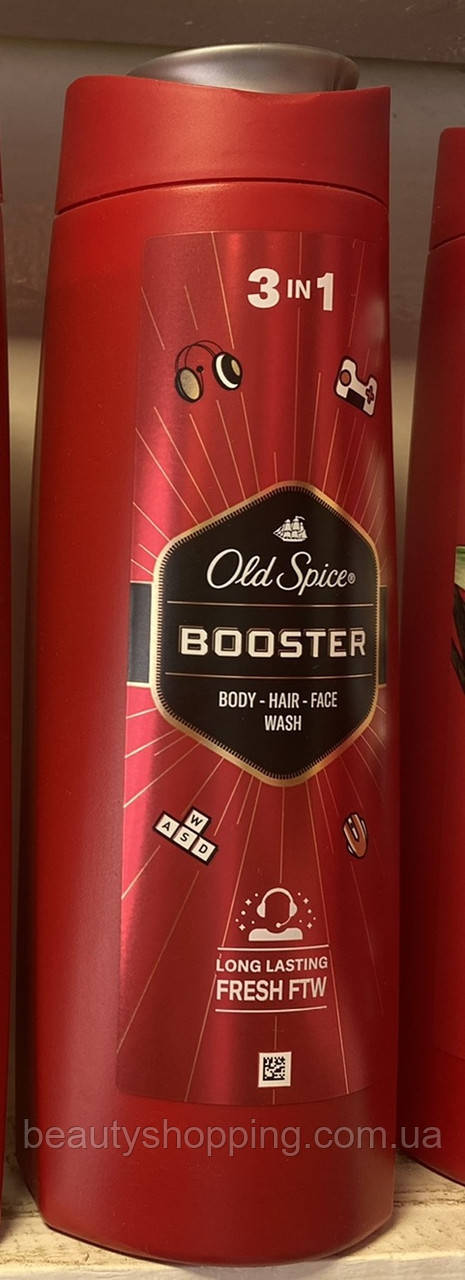 3 IN 1
Old Spice®
BOOSTER
BODY - HAIR - FACE
WASH
W
A S D
LONG LASTING
FRESH FTW
beautyshopping.com.ua